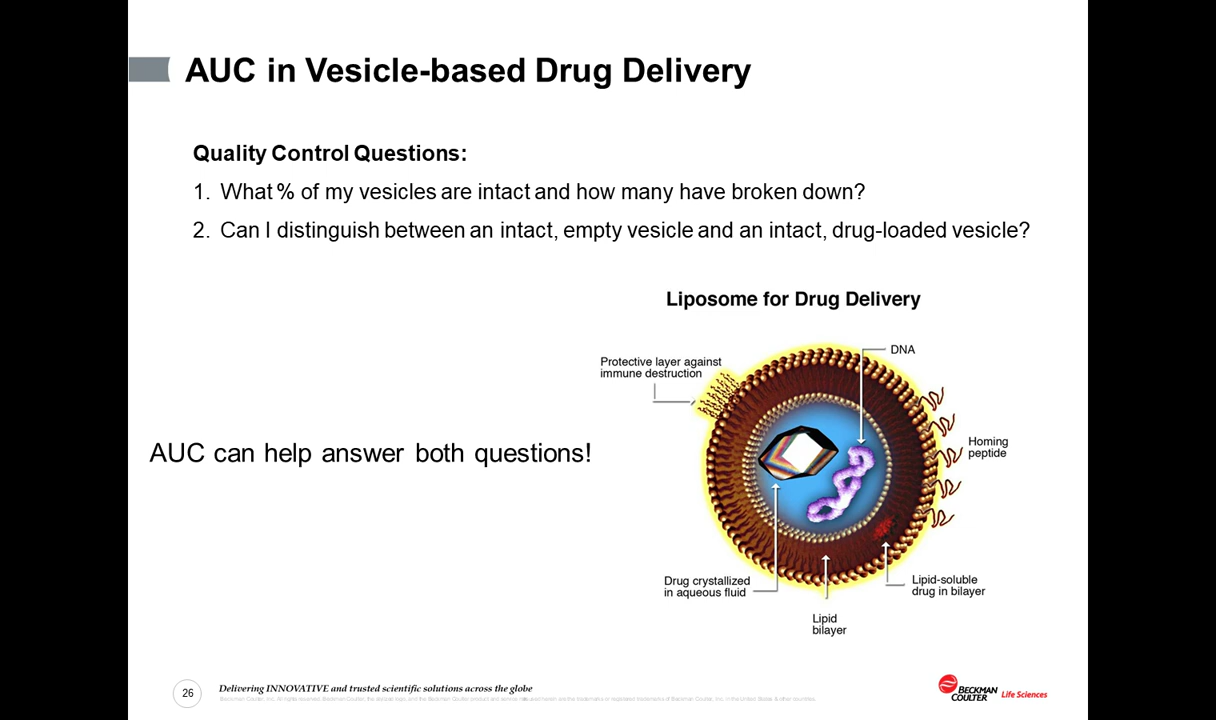 AUC in Vesicle-based Drug Delivery
Quality Control Questions:
1. What % of my vesicles are intact and how many have broken down?
2. Can I distinguish between an intact, empty vesicle and an intact, drug-loaded vesicle?
Liposome for Drug Delivery
Protective layer against
immune destruction
DNA
Homing
peptide
AUC can help answer both questions!
Drug crystallized
in aqueous fluid
Lipid-soluble
drug in bilayer
Lipid
bilayer
26
Delivering INNOVATIVE and trusted scientific solutions across the globe
BECKMAN
COULTER
Life Sciences